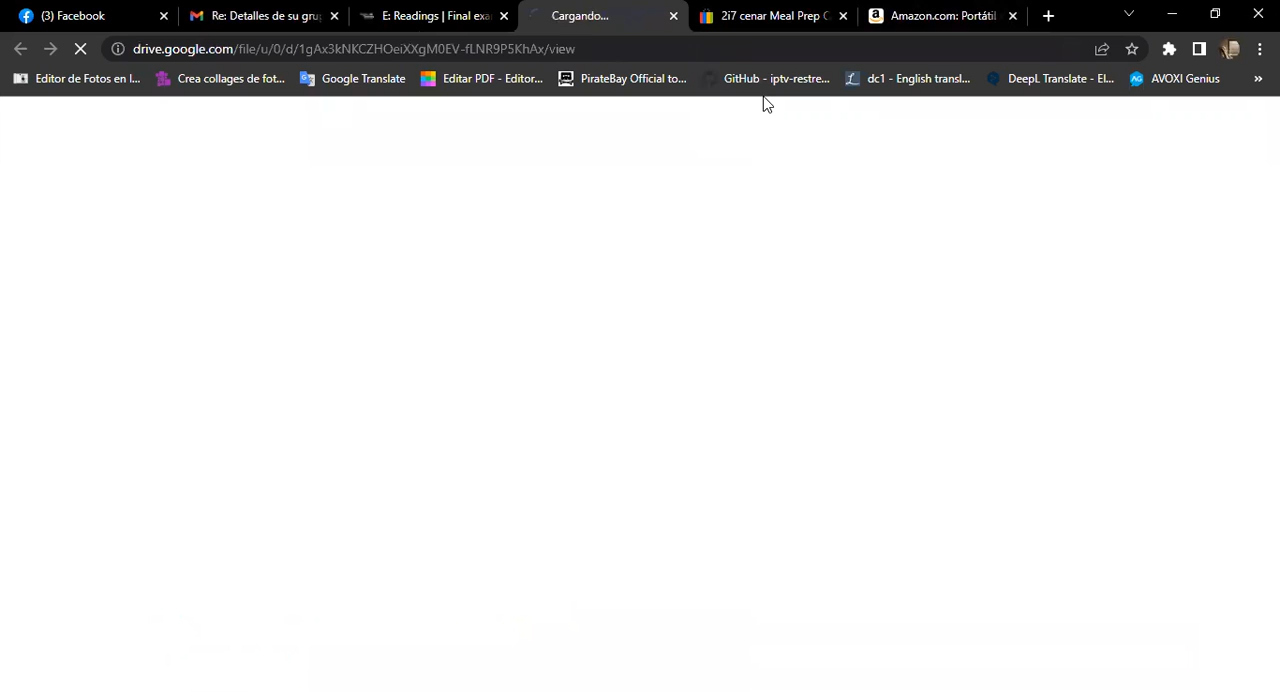 (3) Facebook
Re: Detalles de su gru
E: Readings | Final exa
Cargando...
2i7 cenar Meal Prep C
Amazon.com: Portátil
drive.google.com/file/u/0/d/1gAx3kNKCZHOeiXXgM0EV-fLNR9P5KhAx/view
Editor de Fotos en l...
Crea collages de fot...
Google Translate
Editar PDF - Editor...
PirateBay Official to...
GitHub - iptv-restre...
dc1 - English transl...
DeepL Translate - El...
AVOXI Genius